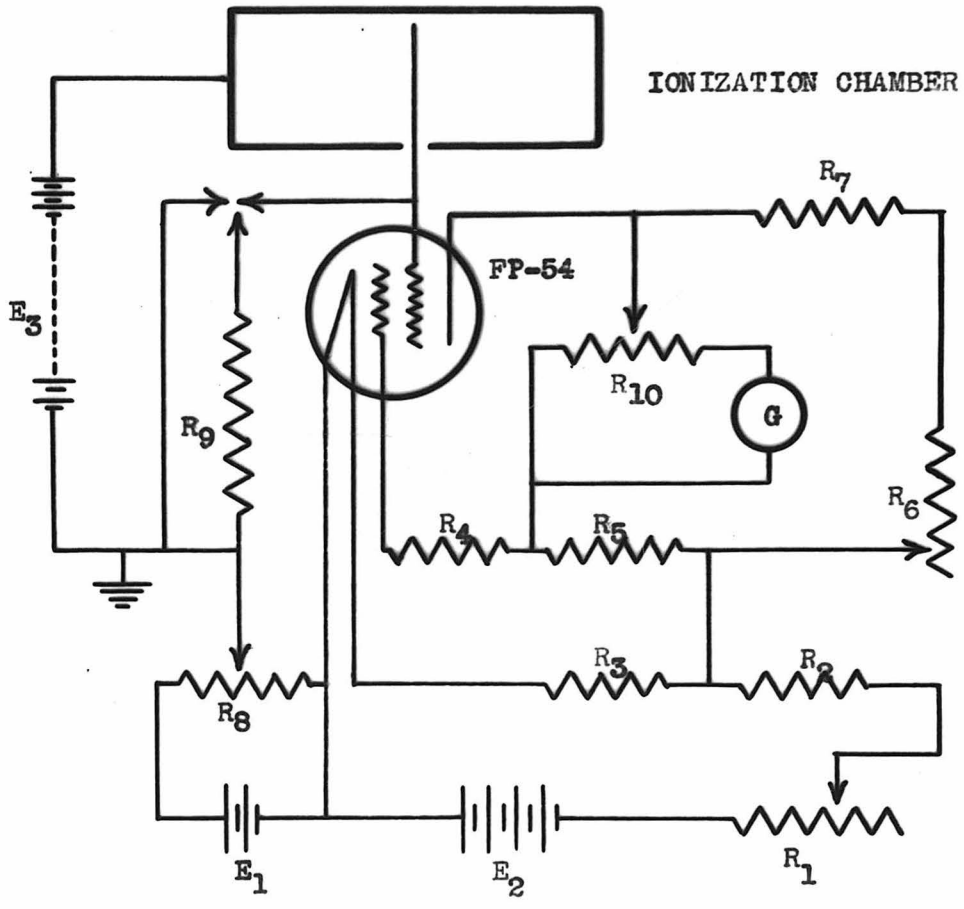 IONIZATION CHAMBER
R7
FP-54
E3
R10
G
R9
R6
R4
R5
R3
R2
R8
E1
E2
R1